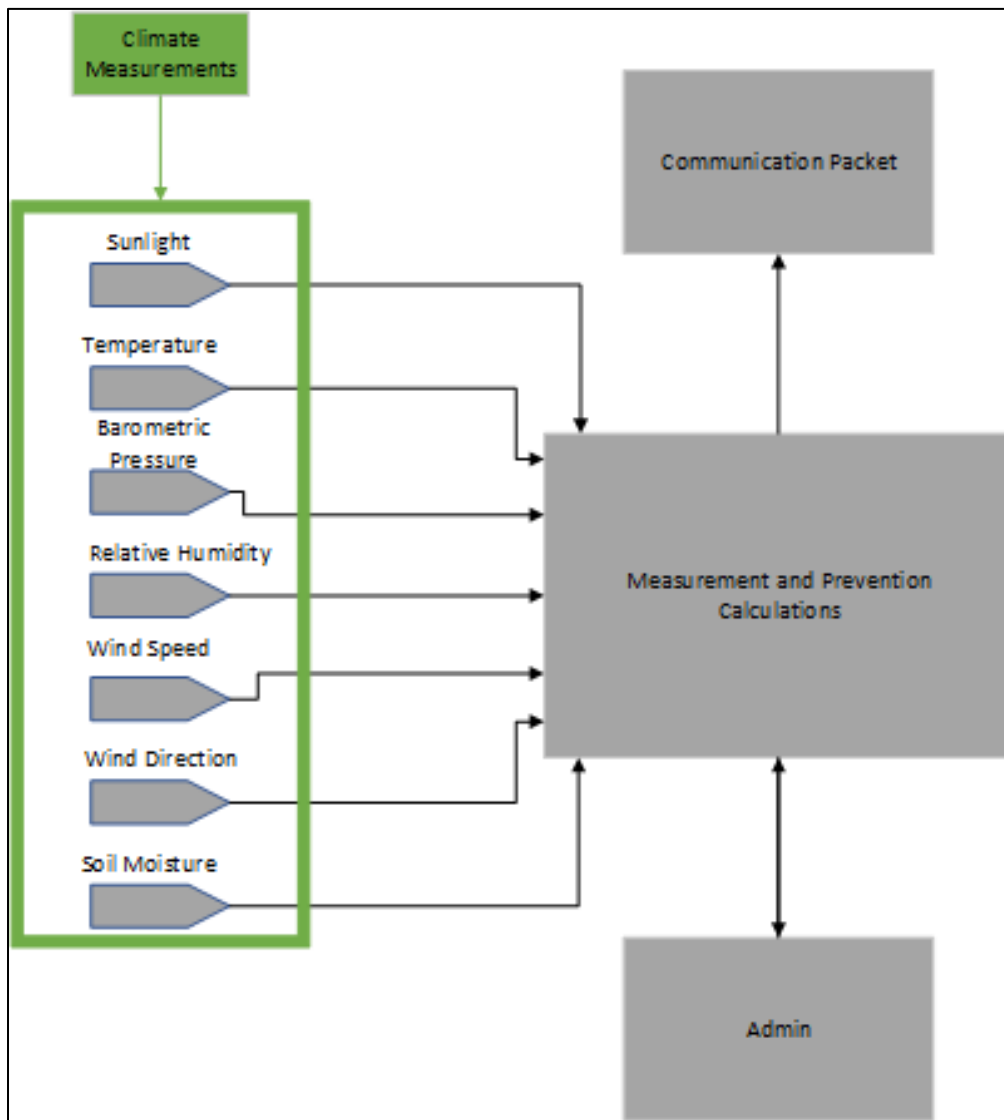 Climate
Measurements
Communication Packet
Sunlight
Temperature
Barometric
Pressure
Relative Humidity
Measurement and Prevention
Calculations
Wind Speed
Wind Direction
Soil Moisture
Admin